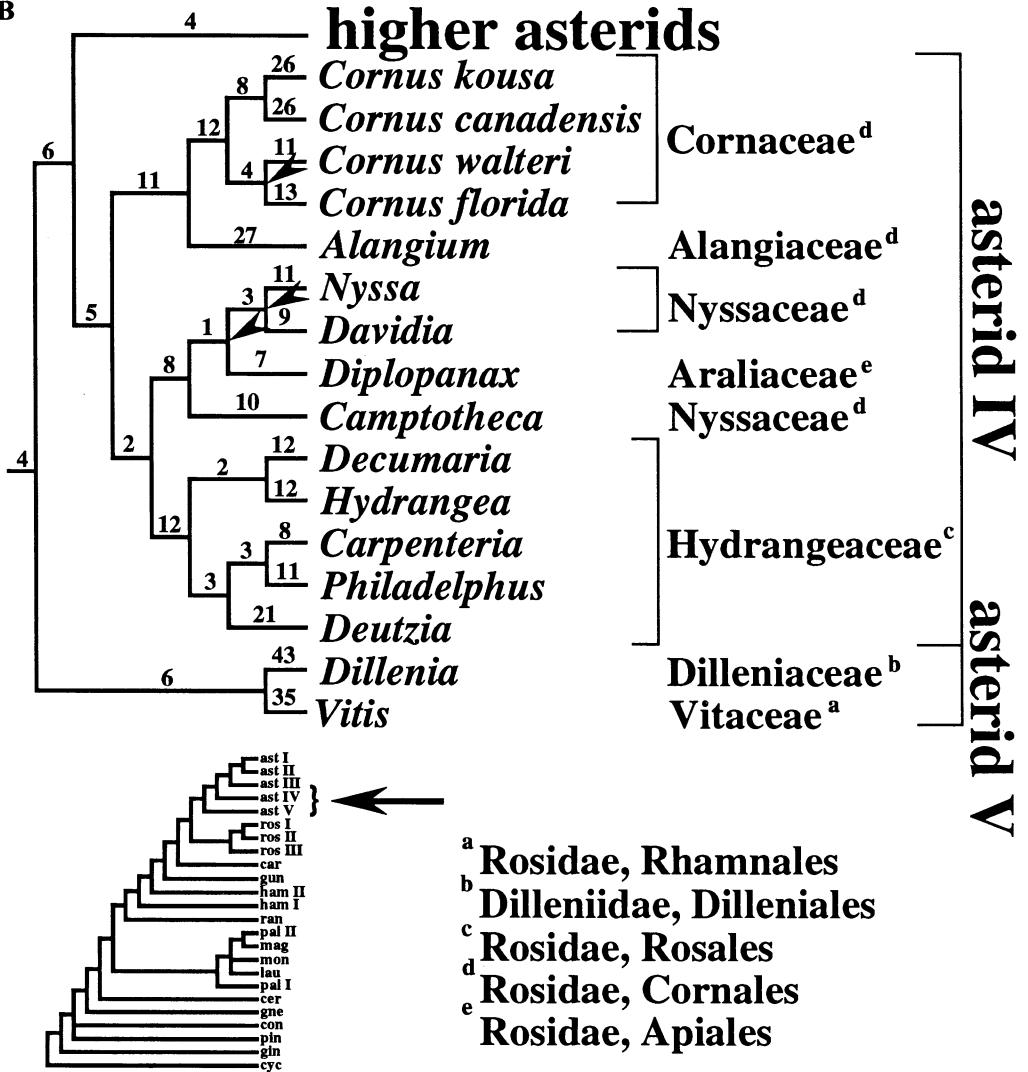 B
4
higher asterids
26
Cornus kousa
8
26
Cornus canadensis
12
11
Cornus walteri
Cornaceae d
6
4
13
Cornus florida
11
27
Alangium
Alangiaceae d
11
Nyssa
3
9
Davidia
Nyssaceae d
5
1
7
Diplopanax
Araliaceae e
8
10
Camptotheca
Nyssaceae d
asterid IV
2
12
Decumaria
4
2
12
Hydrangea
12
8
Carpenteria
Hydrangeaceae c
3
11
Philadelphus
3
21
Deutzia
43
Dillenia
Dilleniaceae b
6
35
Vitis
Vitaceae a
asterid V
ast I
ast II
ast III
ast IV
ast V
ros I
ros II
ros III
car
gun
ham II
ham I
ran
pal II
mag
mon
lau
pal I
cer
gne
con
pin
gin
cyc
a Rosidae, Rhamnales
b Dilleniidae, Dilleniales
c Rosidae, Rosales
d Rosidae, Cornales
e Rosidae, Apiales